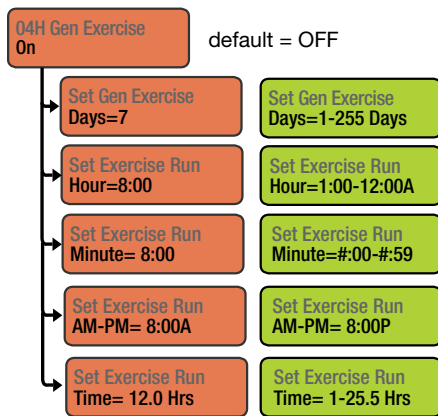 04H Gen Exercise
On
default = OFF
Set Gen Exercise
Days=7
Set Gen Exercise
Days=1-255 Days
Set Exercise Run
Hour=8:00
Set Exercise Run
Hour=1:00-12:00A
Set Exercise Run
Minute= 8:00
Set Exercise Run
Minute=#:00-#:59
Set Exercise Run
AM-PM= 8:00A
Set Exercise Run
AM-PM= 8:00P
Set Exercise Run
Time= 12.0 Hrs
Set Exercise Run
Time= 1-25.5 Hrs